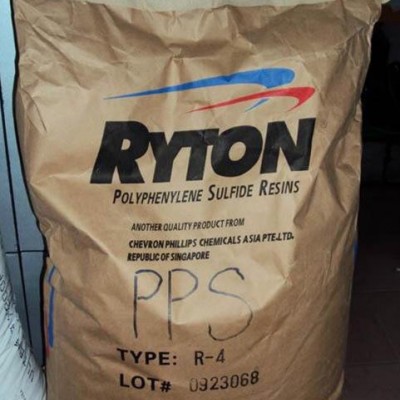 RYTON
POLYPHENYLENE SULFIDE RESINS
ANOTHER QUALITY PRODUCT FROM
CHEVRON PHILLIPS CHEMICALS ASIA PTE-LTD.
REPUBLIC OF SINGAPORE
PPS
TYPE: R-4
LOT# 0923068